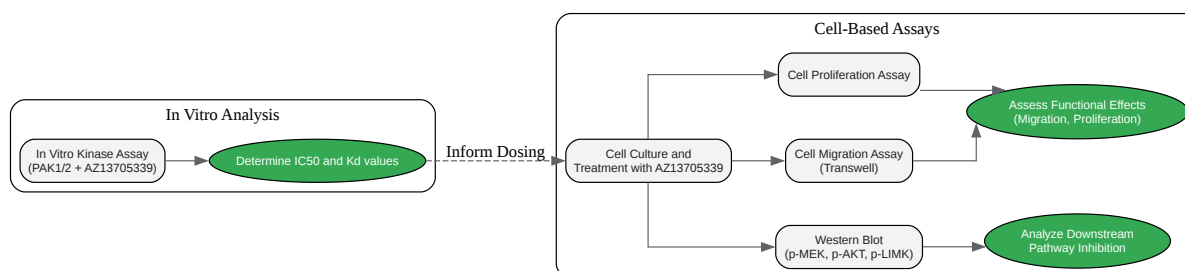 In Vitro Analysis
In Vitro Kinase Assay
(PAK1/2 + AZ13705339)
Determine IC50 and Kd values
Inform Dosing
Cell-Based Assays
Cell Culture and
Treatment with AZ13705339
Cell Proliferation Assay
Cell Migration Assay
(Transwell)
Western Blot
(p-MEK, p-AKT, p-LIMK)
Assess Functional Effects
(Migration, Proliferation)
Analyze Downstream
Pathway Inhibition